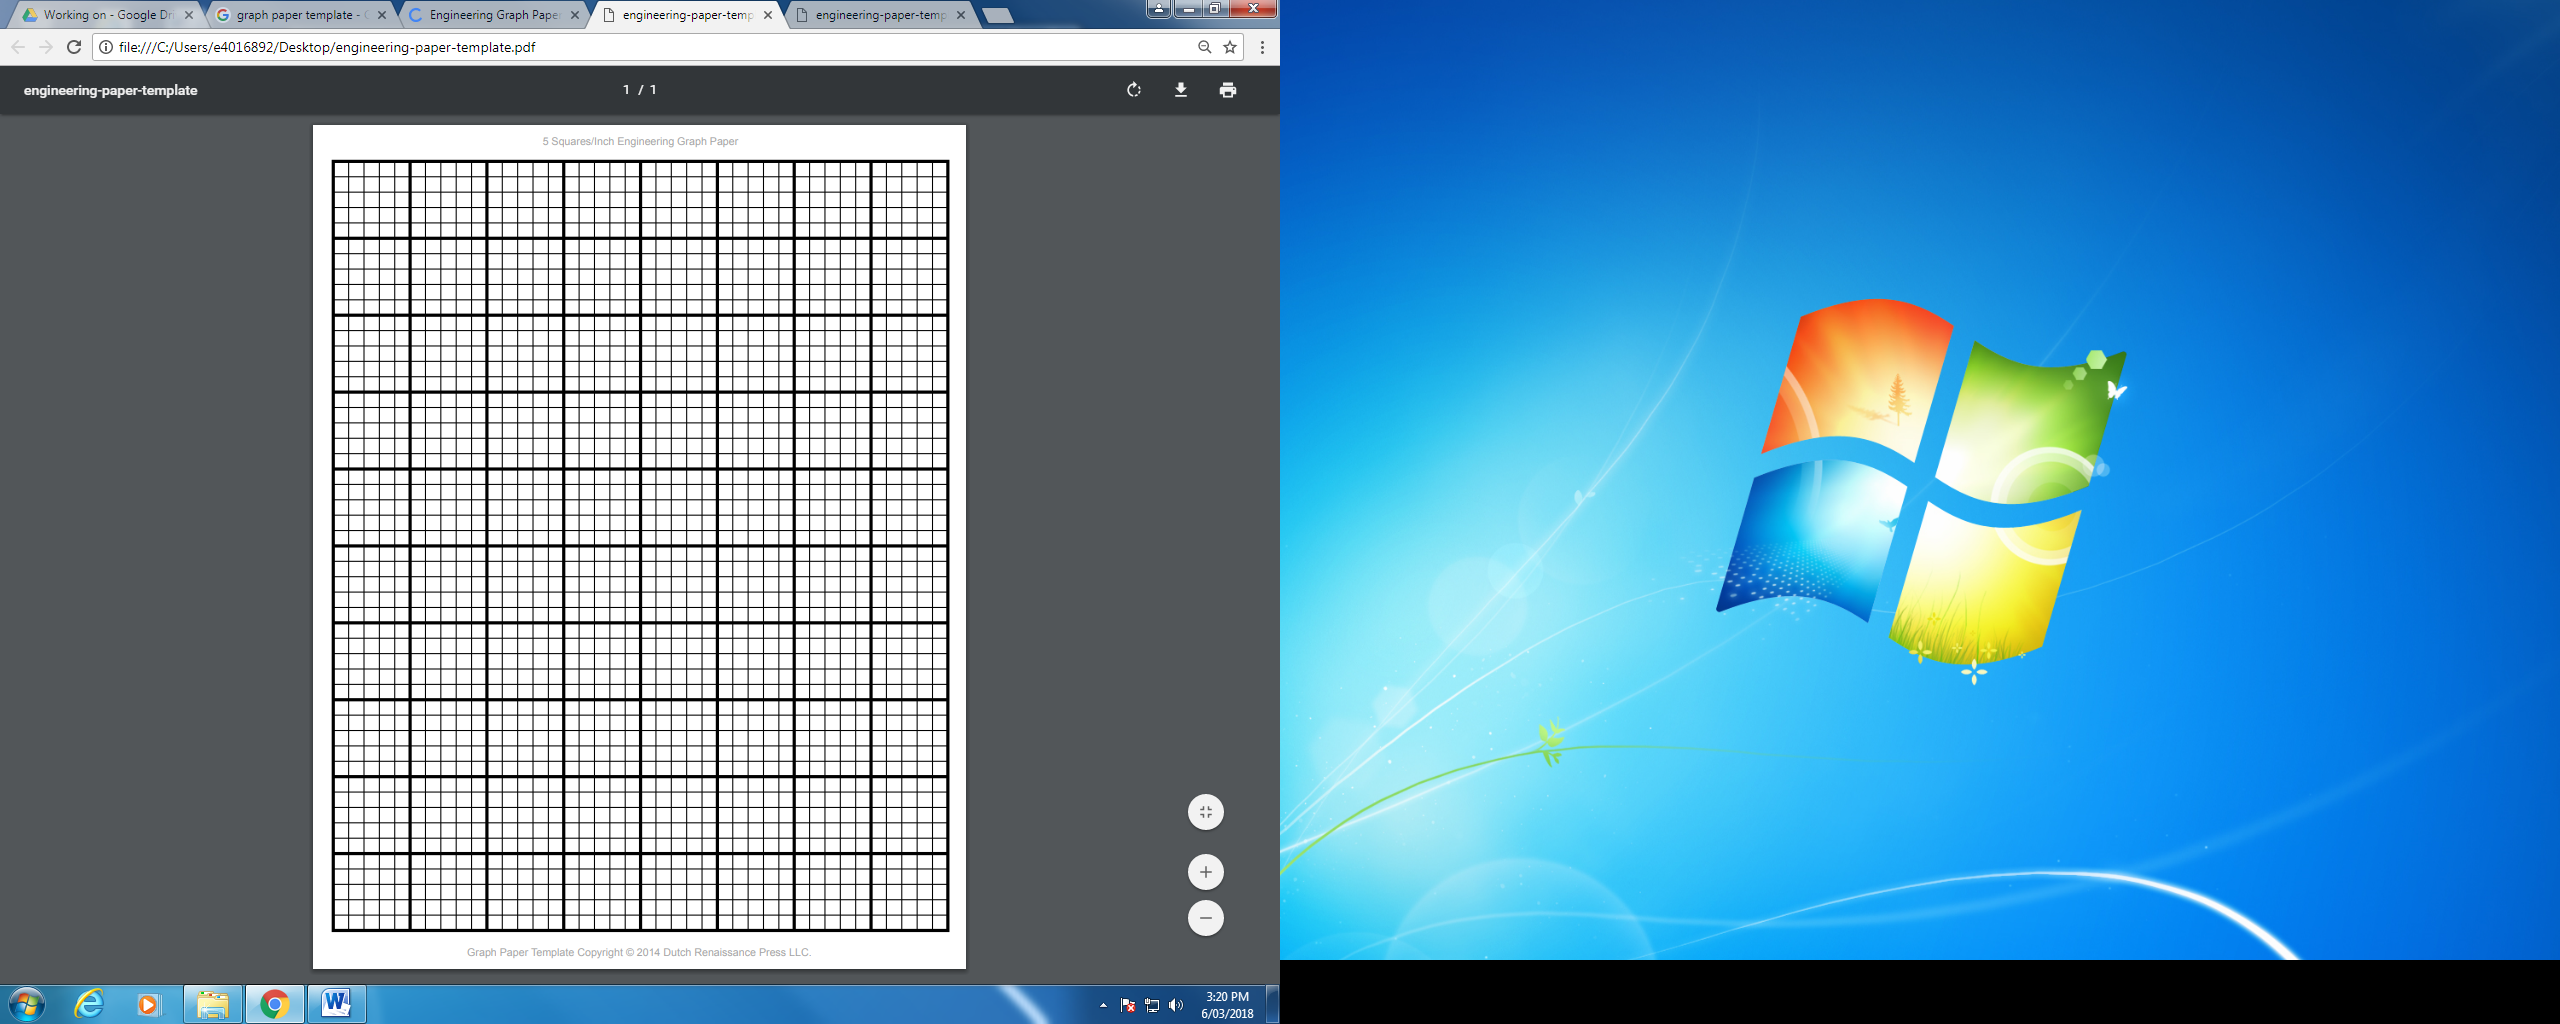 Working on - Google Dri
graph paper template -
Engineering Graph Pape
engineering-paper-temp
engineering-paper-temp
file:///C:/Users/e4016892/Desktop/engineering-paper-template.pdf
engineering-paper-template
1 / 1
5 Squares/Inch Engineering Graph Paper
Graph Paper Template Copyright © 2014 Dutch Renaissance Press LLC.
3:20 PM
6/03/2018